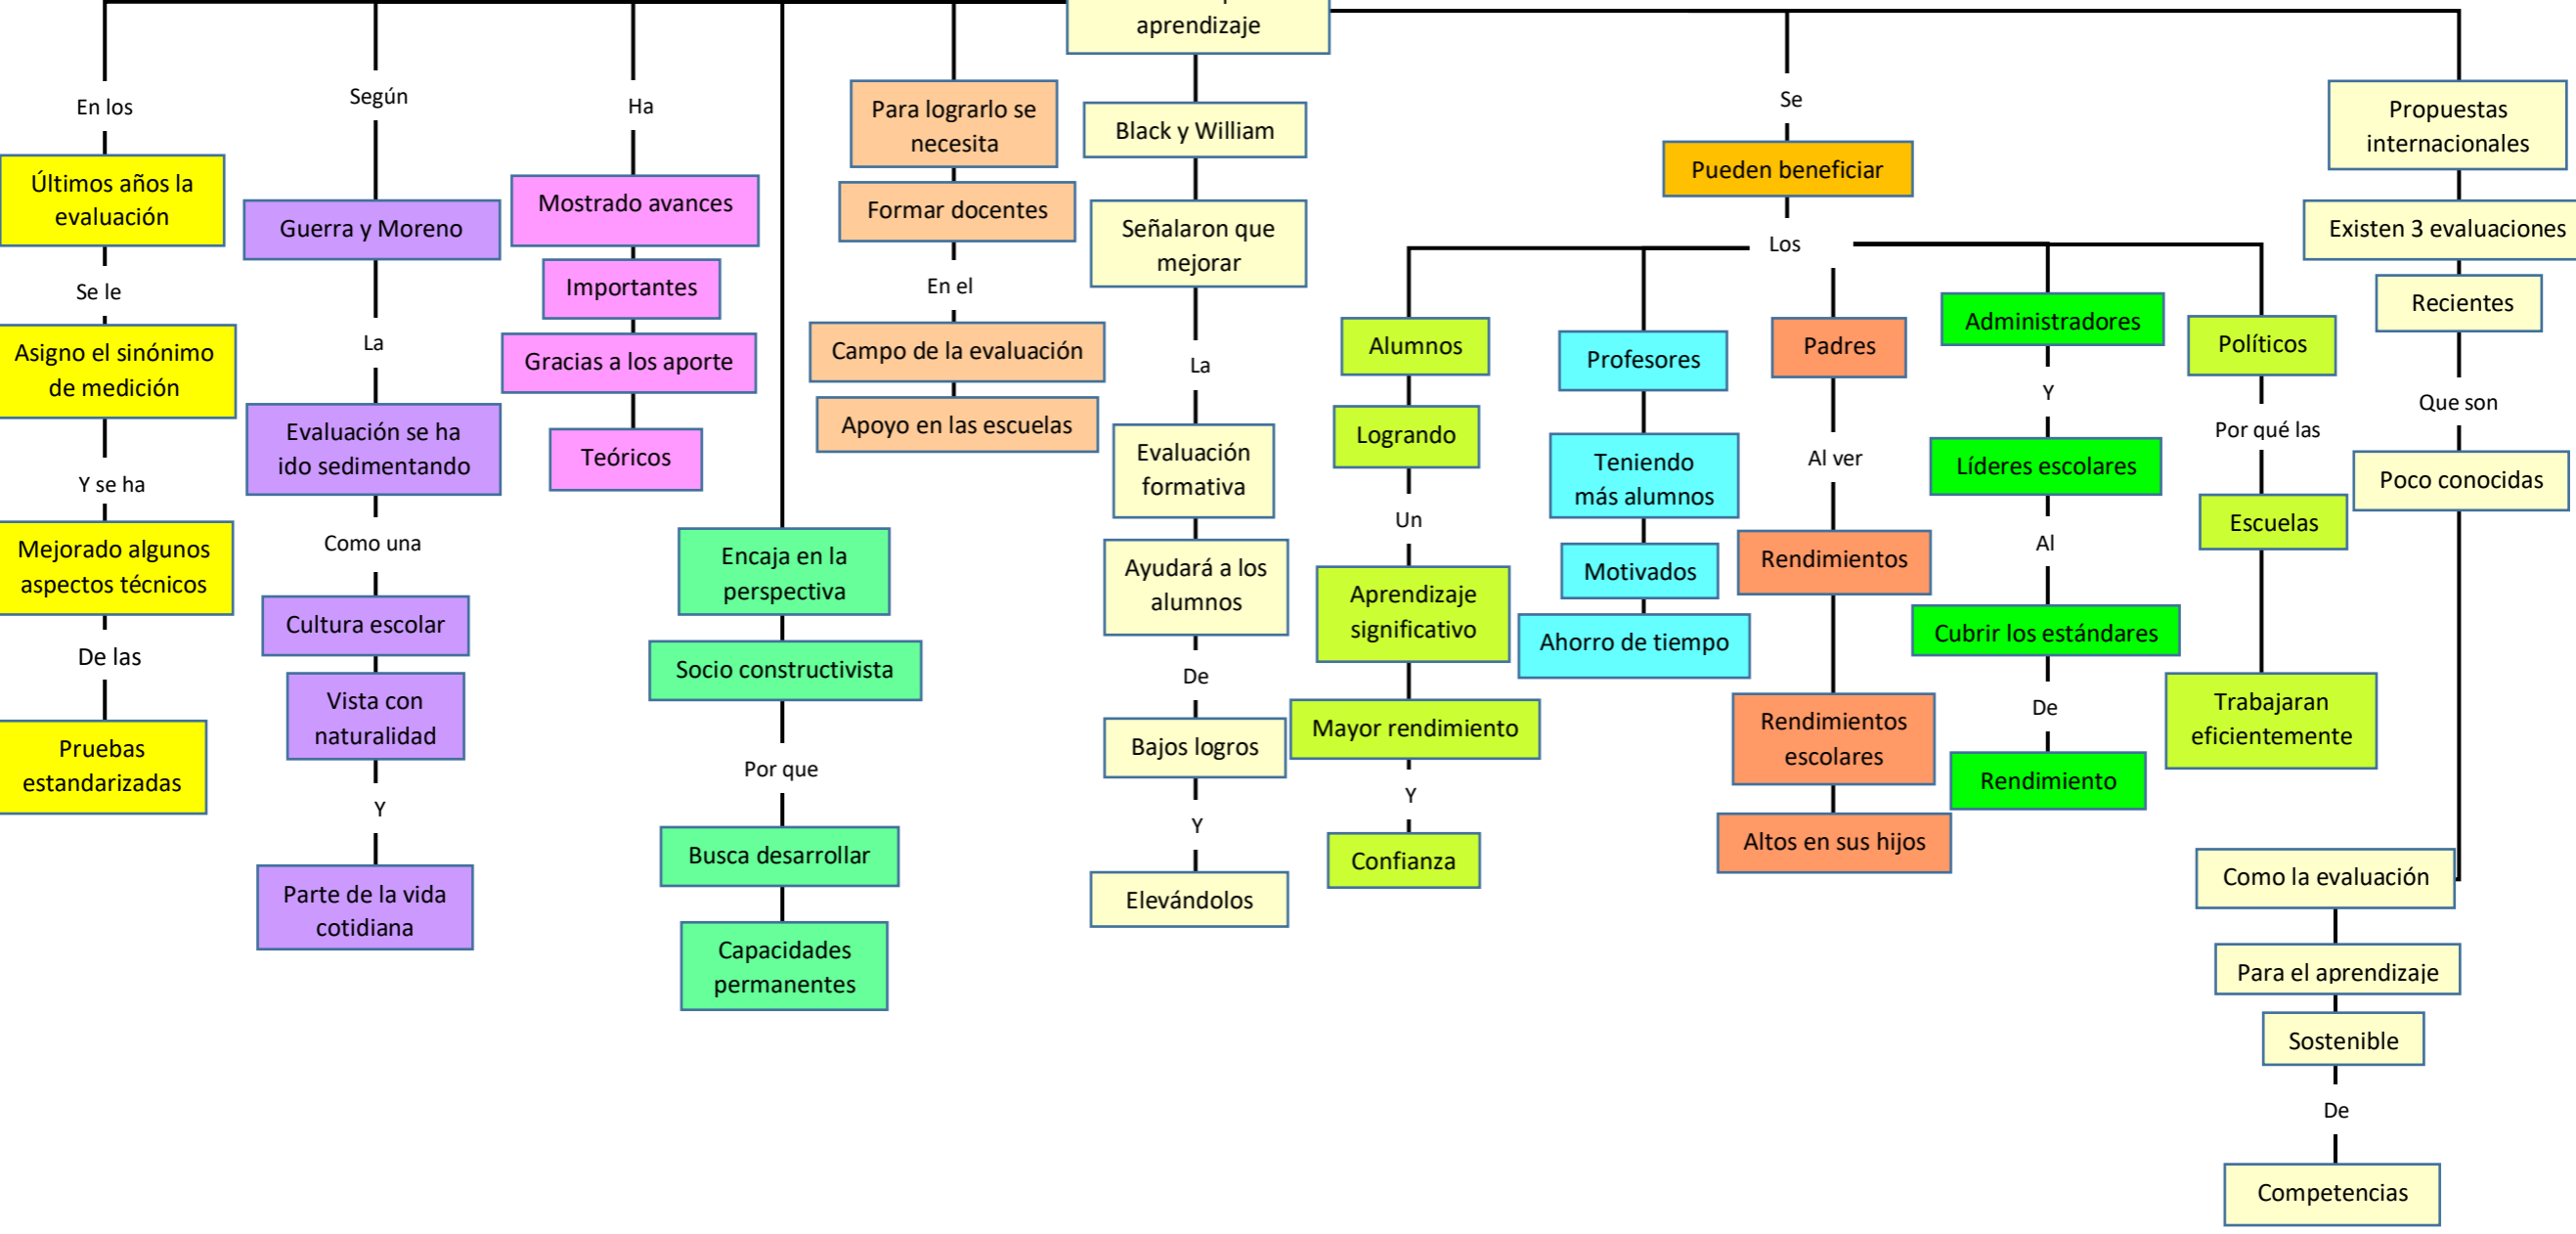 aprendizaje
En los
Últimos años la
evaluación
Se le
Asigno el sinónimo
de medición
Y se ha
Mejorado algunos
aspectos técnicos
De las
Pruebas
estandarizadas
Según
Guerra y Moreno
La
Evaluación se ha
ido sedimentando
Como una
Cultura escolar
Vista con
naturalidad
Y
Parte de la vida
cotidiana
Ha
Mostrado avances
Importantes
Gracias a los aporte
Teóricos
Encaja en la
perspectiva
Socio constructivista
Por que
Busca desarrollar
Capacidades
permanentes
Para lograrlo se
necesita
Formar docentes
En el
Campo de la evaluación
Apoyo en las escuelas
Black y William
Señalaron que
mejorar
La
Evaluación
formativa
Ayudará a los
alumnos
De
Bajos logros
Y
Elevándolos
Se
Pueden beneficiar
Los
Alumnos
Logrando
Un
Aprendizaje
significativo
Mayor rendimiento
Y
Confianza
Profesores
Teniendo
más alumnos
Motivados
Ahorro de tiempo
Padres
Al ver
Rendimientos
Rendimientos
escolares
Altos en sus hijos
Administradores
Y
Líderes escolares
Al
Cubrir los estándares
De
Rendimiento
Políticos
Por qué las
Escuelas
Trabajaran
eficientemente
Propuestas
internacionales
Existen 3 evaluaciones
Recientes
Que son
Poco conocidas
Como la evaluación
Para el aprendizaje
Sostenible
De
Competencias